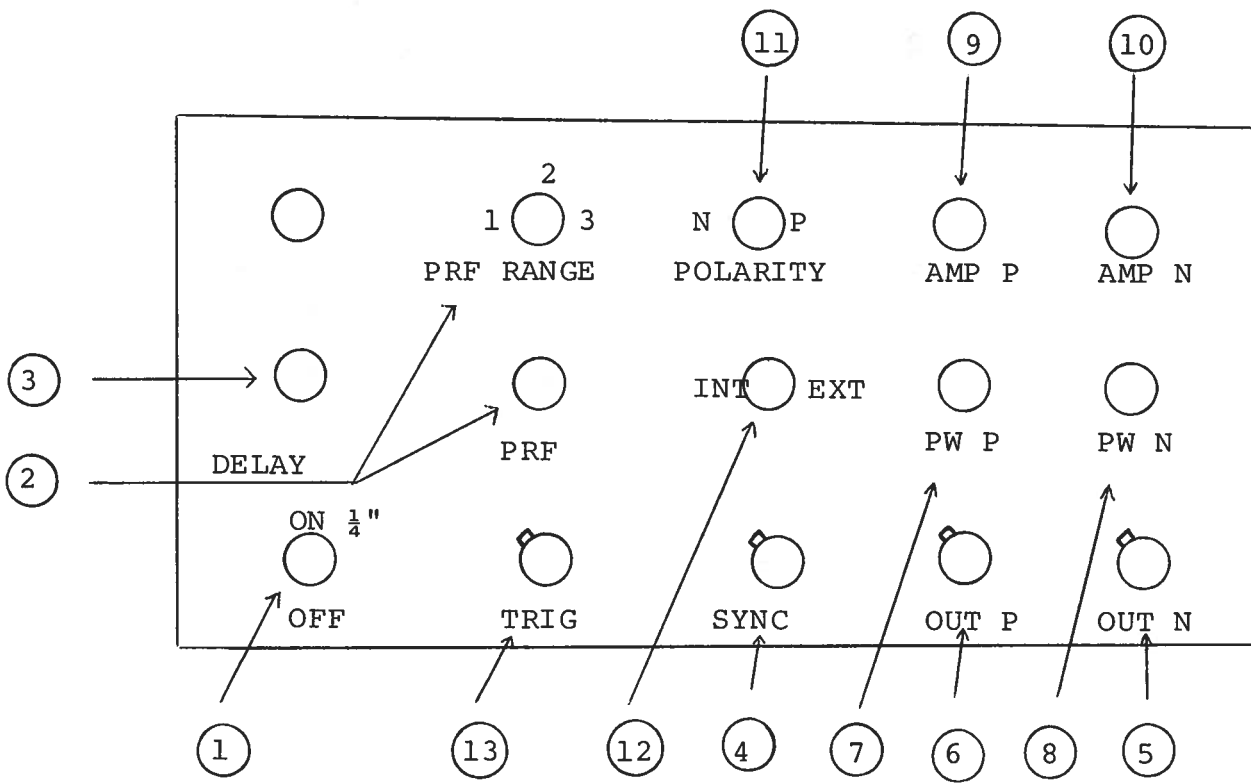 11 9 10
2
1 3 N P
PRF RANGE POLARITY AMP P AMP N
3 INT EXT
PRF PW P PW N
2 DELAY
ON ¼"
OFF TRIG SYNC OUT P OUT N
1 13 12 4 7 6 8 5